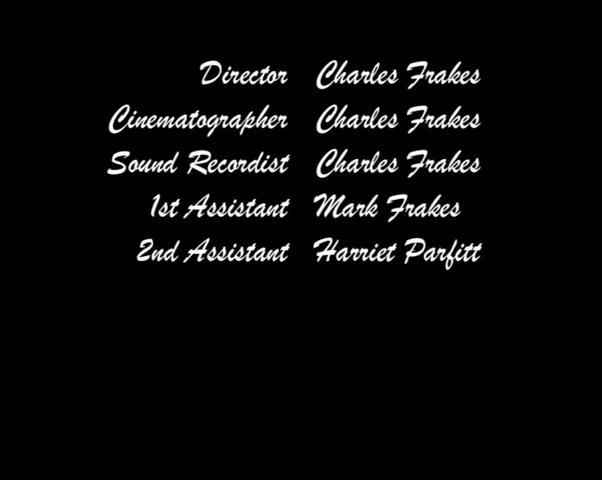 Director Charles Frakes
Cinematographer Charles Frakes
Sound Recordist Charles Frakes
1st Assistant Mark Frakes
2nd Assistant Harriet Parfitt